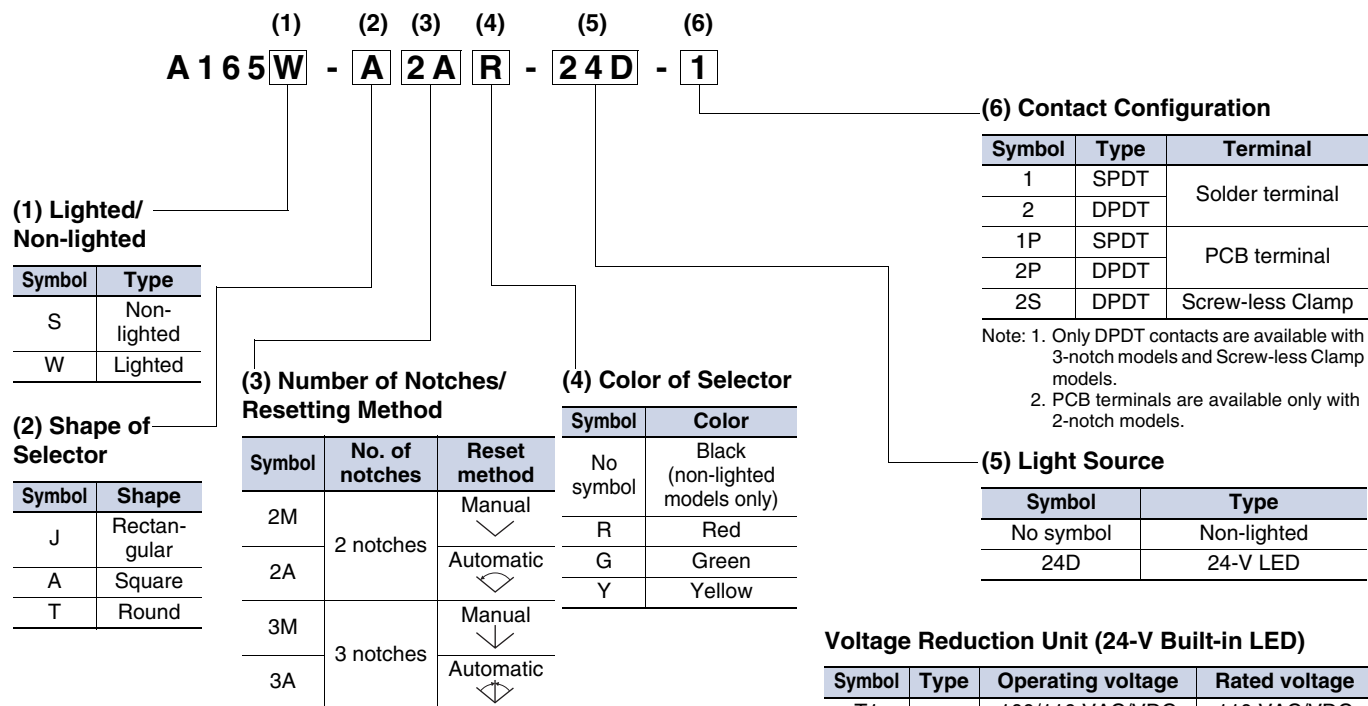 (1) (2) (3) (4) (5) (6)
A165W - A 2A R - 24D - 1
(1) Lighted/
Non-lighted
Symbol Type
S Non-
lighted
W Lighted
(2) Shape of
Selector
Symbol Shape
J Rectan-
gular
A Square
T Round
(3) Number of Notches/
Resetting Method
Symbol No. of
notches Reset
method
2M 2 notches Manual
2A Automatic
3M 3 notches Manual
3A Automatic
(4) Color of Selector
Symbol Color
No
symbol Black
(non-lighted
models only)
R Red
G Green
Y Yellow
(6) Contact Configuration
Symbol Type Terminal
1 SPDT Solder terminal
2 DPDT
1P SPDT PCB terminal
2P DPDT
2S DPDT Screw-less Clamp
Note: 1. Only DPDT contacts are available with
3-notch models and Screw-less Clamp
models.
2. PCB terminals are available only with
2-notch models.
(5) Light Source
Symbol Type
No symbol Non-lighted
24D 24-V LED
Voltage Reduction Unit (24-V Built-in LED)
Symbol Type Operating voltage Rated voltage